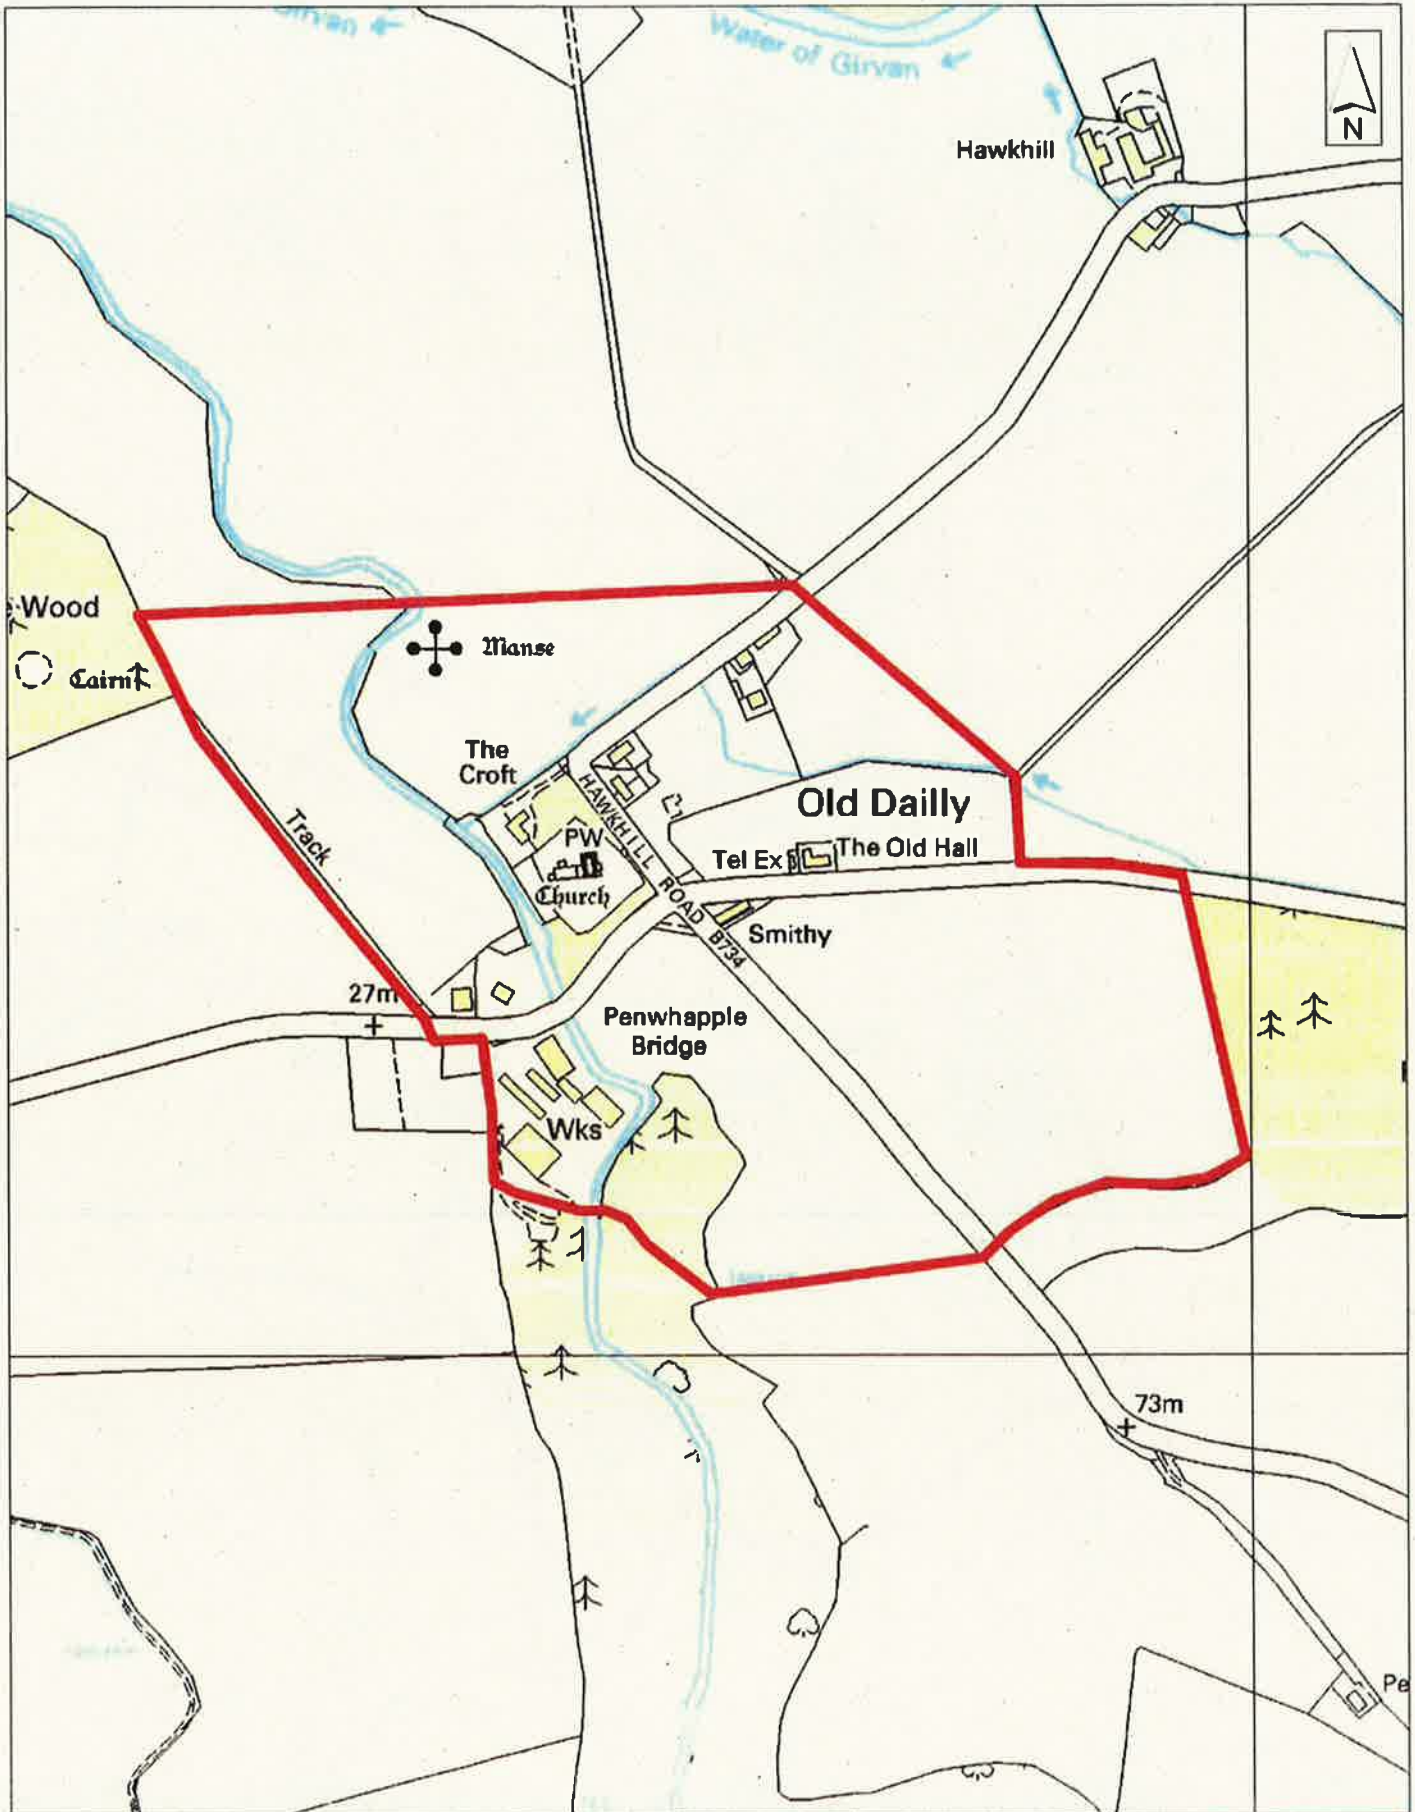 Girvan
Water of Girvan
N
Hawkhill
Wood
Cairn
Manse
The
Croft
HAWKHILL ROAD B734
Old Dailly
PW
Church
Tel Ex
The Old Hall
Track
Smithy
27m
Penwhapple
Bridge
Wks
73m
Pe